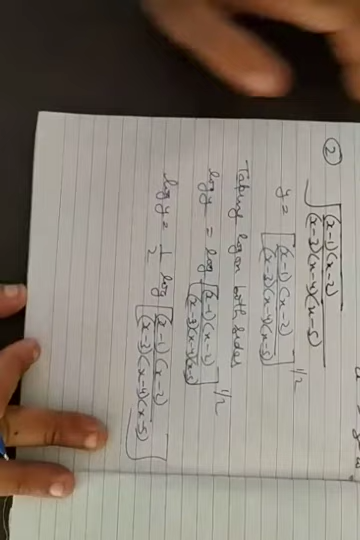 ② √((x-1)(x-2) / (x-3)(x-4)(x-5))
y = [(x-1)(x-2) / (x-3)(x-4)(x-5)]^1/2
Taking log on both sides
log y = log [(x-1)(x-2) / (x-3)(x-4)(x-5)]^1/2
log y = 1/2 log [(x-1)(x-2) / (x-3)(x-4)(x-5)]